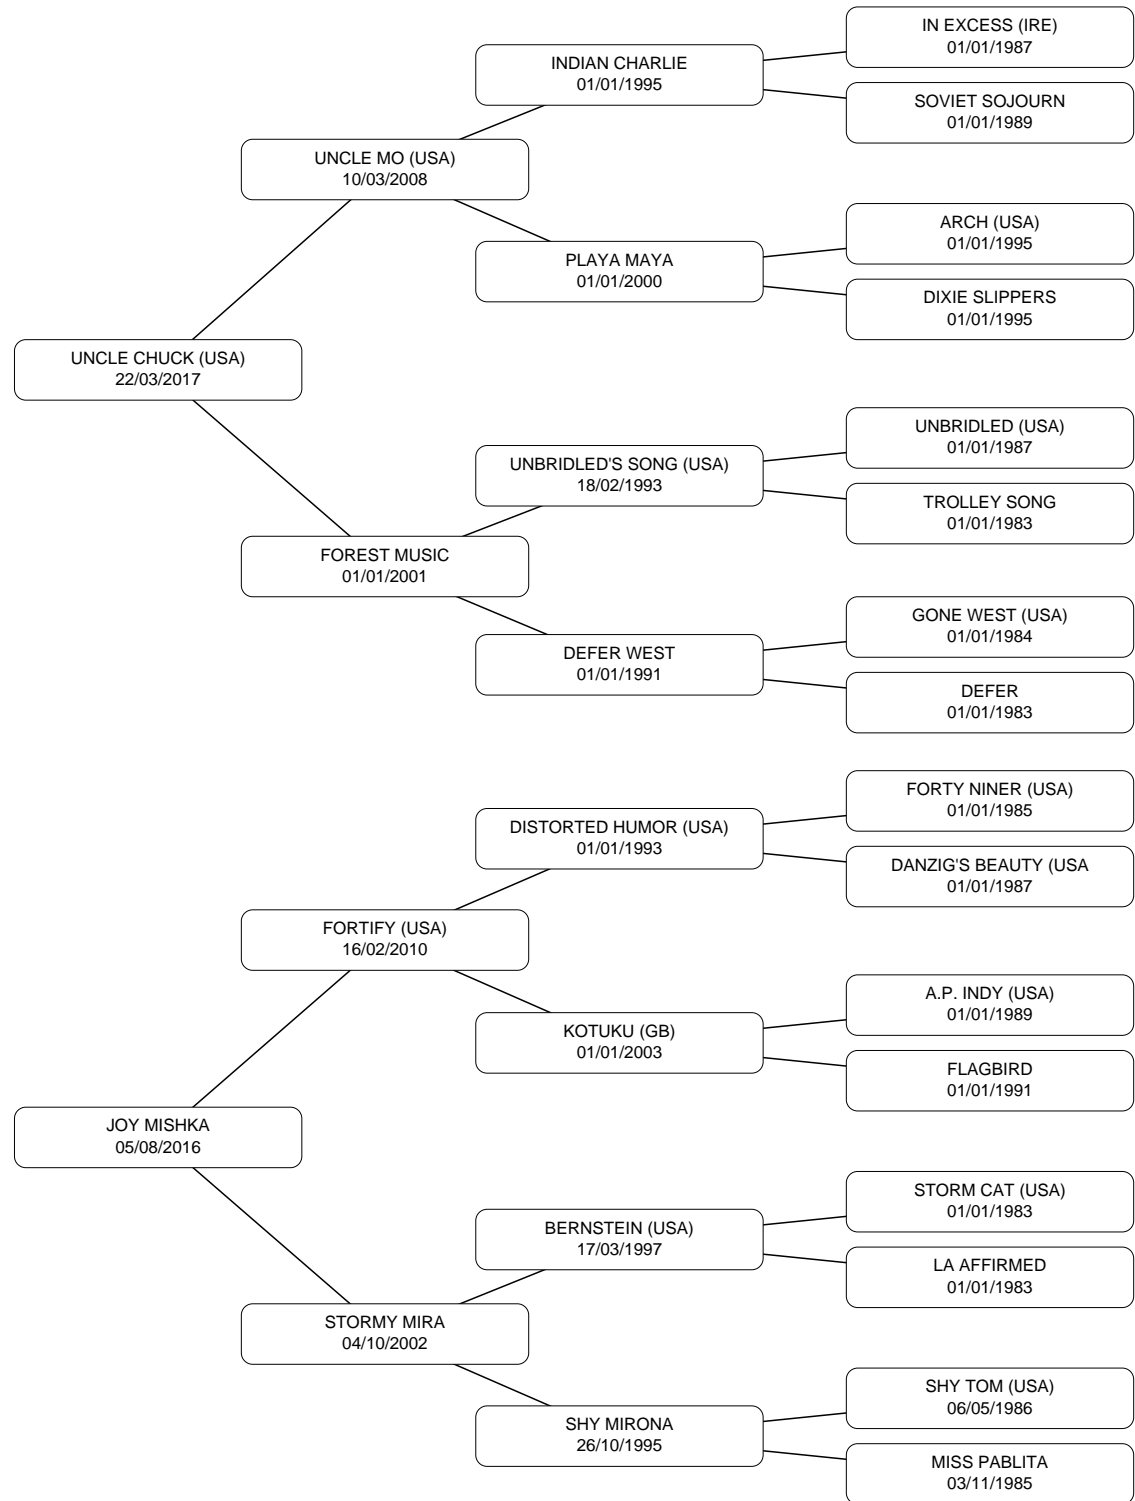 IN EXCESS (IRE)
01/01/1987
INDIAN CHARLIE
01/01/1995
SOVIET SOJOURN
01/01/1989
UNCLE MO (USA)
10/03/2008
ARCH (USA)
01/01/1995
PLAYA MAYA
01/01/2000
DIXIE SLIPPERS
01/01/1995
UNCLE CHUCK (USA)
22/03/2017
UNBRIDLED (USA)
01/01/1987
UNBRIDLED'S SONG (USA)
18/02/1993
TROLLEY SONG
01/01/1983
FOREST MUSIC
01/01/2001
GONE WEST (USA)
01/01/1984
DEFER WEST
01/01/1991
DEFER
01/01/1983
FORTY NINER (USA)
01/01/1985
DISTORTED HUMOR (USA)
01/01/1993
DANZIG'S BEAUTY (USA
01/01/1987
FORTIFY (USA)
16/02/2010
A.P. INDY (USA)
01/01/1989
KOTUKU (GB)
01/01/2003
FLAGBIRD
01/01/1991
JOY MISHKA
05/08/2016
STORM CAT (USA)
01/01/1983
BERNSTEIN (USA)
17/03/1997
LA AFFIRMED
01/01/1983
STORMY MIRA
04/10/2002
SHY TOM (USA)
06/05/1986
SHY MIRONA
26/10/1995
MISS PABLITA
03/11/1985